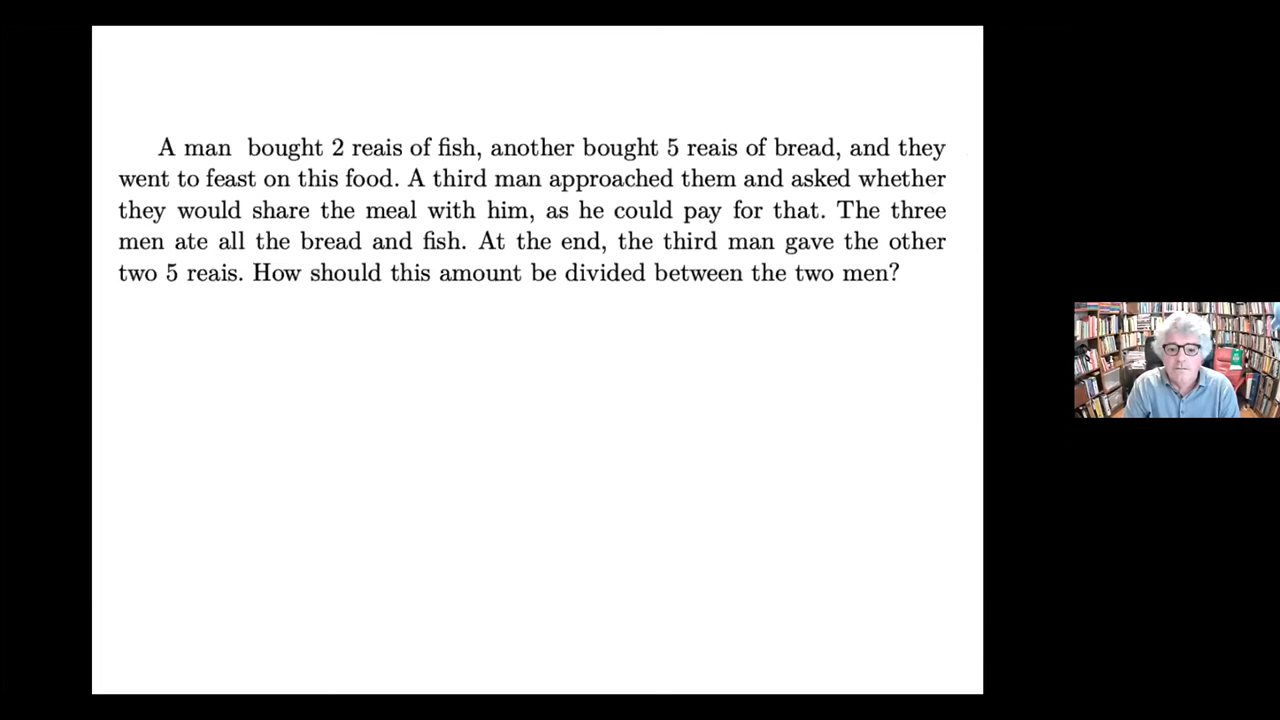 A man bought 2 reais of fish, another bought 5 reais of bread, and they
went to feast on this food. A third man approached them and asked whether
they would share the meal with him, as he could pay for that. The three
men ate all the bread and fish. At the end, the third man gave the other
two 5 reais. How should this amount be divided between the two men?